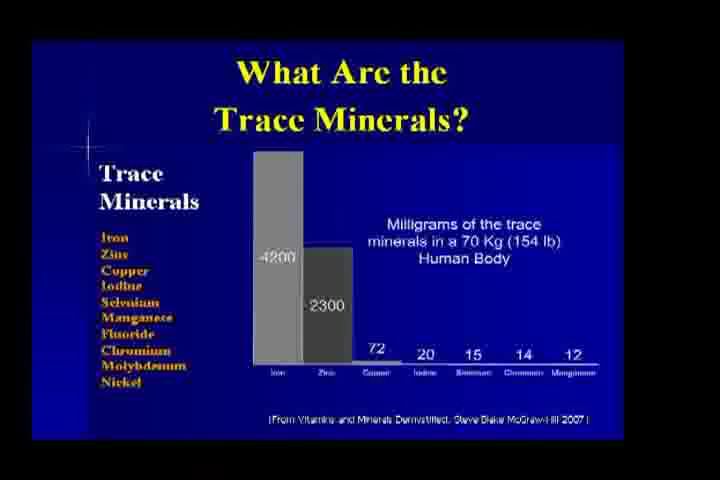 What Are the
Trace Minerals?
Trace
Minerals
Iron
Zinc
Copper
Iodine
Selenium
Manganese
Fluoride
Chromium
Molybdenum
Nickel
Milligrams of the trace
minerals in a 70 Kg (154 lb)
Human Body
4200
2300
72
20
15
14
12
Iron
Zinc
Copper
Iodine
Selenium
Chromium
Manganese
(From Vitamins and Minerals Demystified, Steve Blake McGraw-Hill 2007)